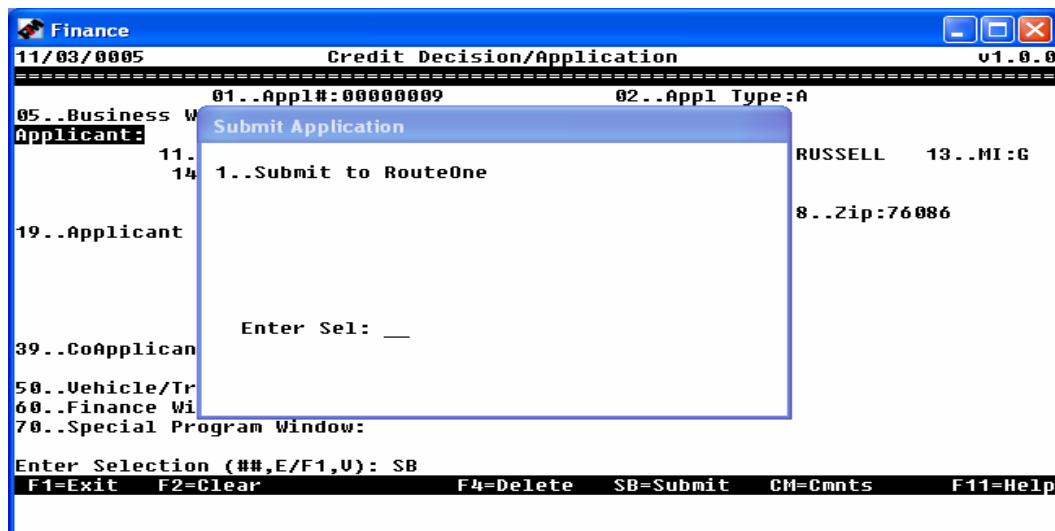 Finance
11/03/0005 Credit Decision/Application v1.0.0
================================================================================
01..Appl#:00000009 02..Appl Type:A
05..Business W
Submit Application
Applicant:
11. RUSSELL 13..MI:G
14 1..Submit to RouteOne
8..Zip:76086
19..Applicant
Enter Sel: __
39..CoApplican
50..Vehicle/Tr
60..Finance Wi
70..Special Program Window:
Enter Selection (##,E/F1,V): SB
F1=Exit F2=Clear F4=Delete SB=Submit CM=Cmnts F11=Help